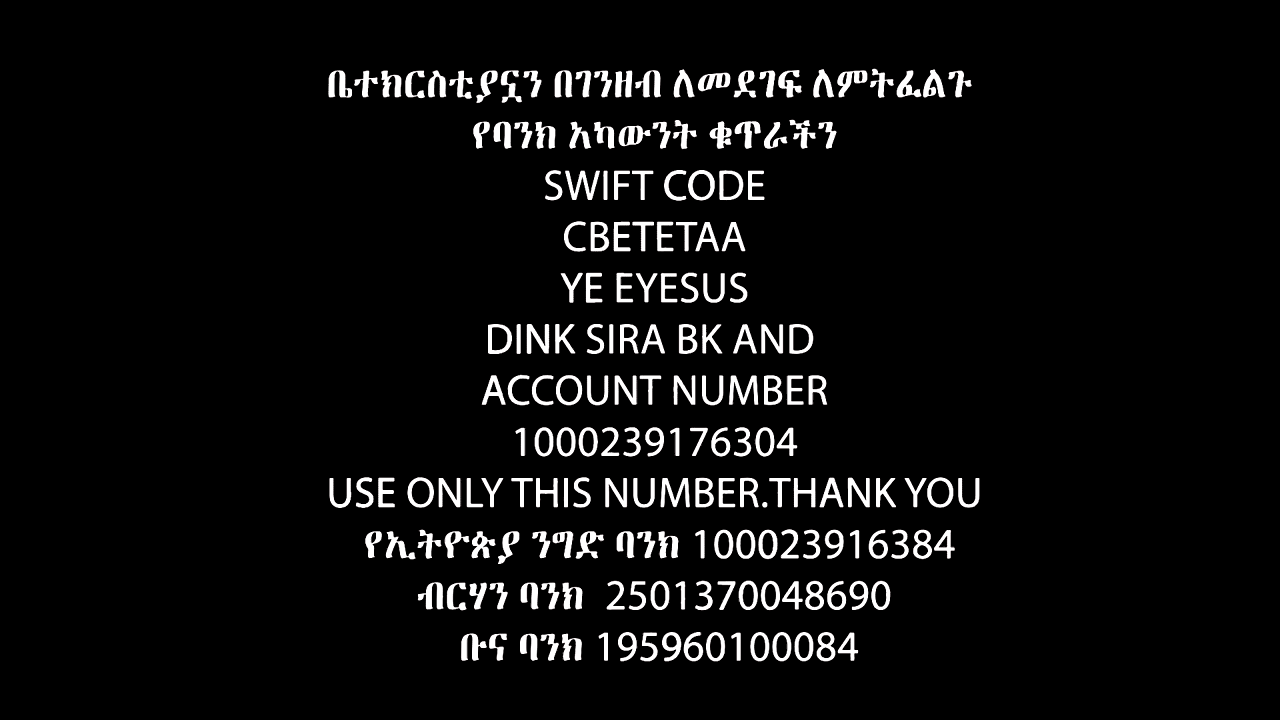 ቤተክርስቲያኗን በገንዘብ ለመደገፍ ለምትፈልጉ
የባንክ አካውንት ቁጥራችን
SWIFT CODE
CBETETAA
YE EYESUS
DINK SIRA BK AND
ACCOUNT NUMBER
1000239176304
USE ONLY THIS NUMBER.THANK YOU
የኢትዮጵያ ንግድ ባንክ 100023916384
ብርሃን ባንክ 2501370048690
ቡና ባንክ 195960100084